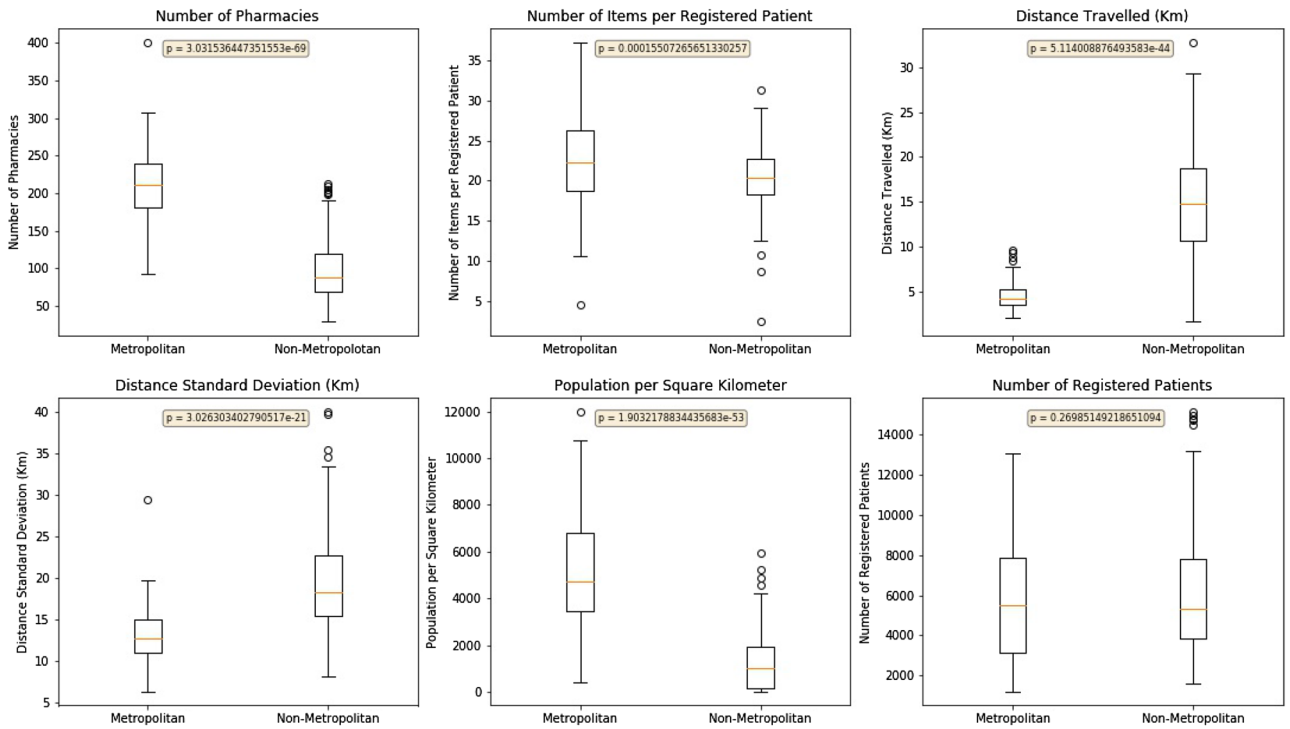 Number of Pharmacies
p = 3.031536447351553e-69
Number of Pharmacies
400
350
300
250
200
150
100
50
Metropolitan
Non-Metropolotan
Number of Items per Registered Patient
p = 0.00015507265651330257
Number of Items per Registered Patient
35
30
25
20
15
10
5
Metropolitan
Non-Metropolitan
Distance Travelled (Km)
p = 5.114008876493583e-44
Distance Travelled (Km)
30
25
20
15
10
5
Metropolitan
Non-Metropolitan
Distance Standard Deviation (Km)
p = 3.026303402790517e-21
Distance Standard Deviation (Km)
40
35
30
25
20
15
10
5
Metropolitan
Non-Metropolitan
Population per Square Kilometer
p = 1.9032178834435683e-53
Population per Square Kilometer
12000
10000
8000
6000
4000
2000
0
Metropolitan
Non-Metropolitan
Number of Registered Patients
p = 0.26985149218651094
Number of Registered Patients
14000
12000
10000
8000
6000
4000
2000
Metropolitan
Non-Metropolitan